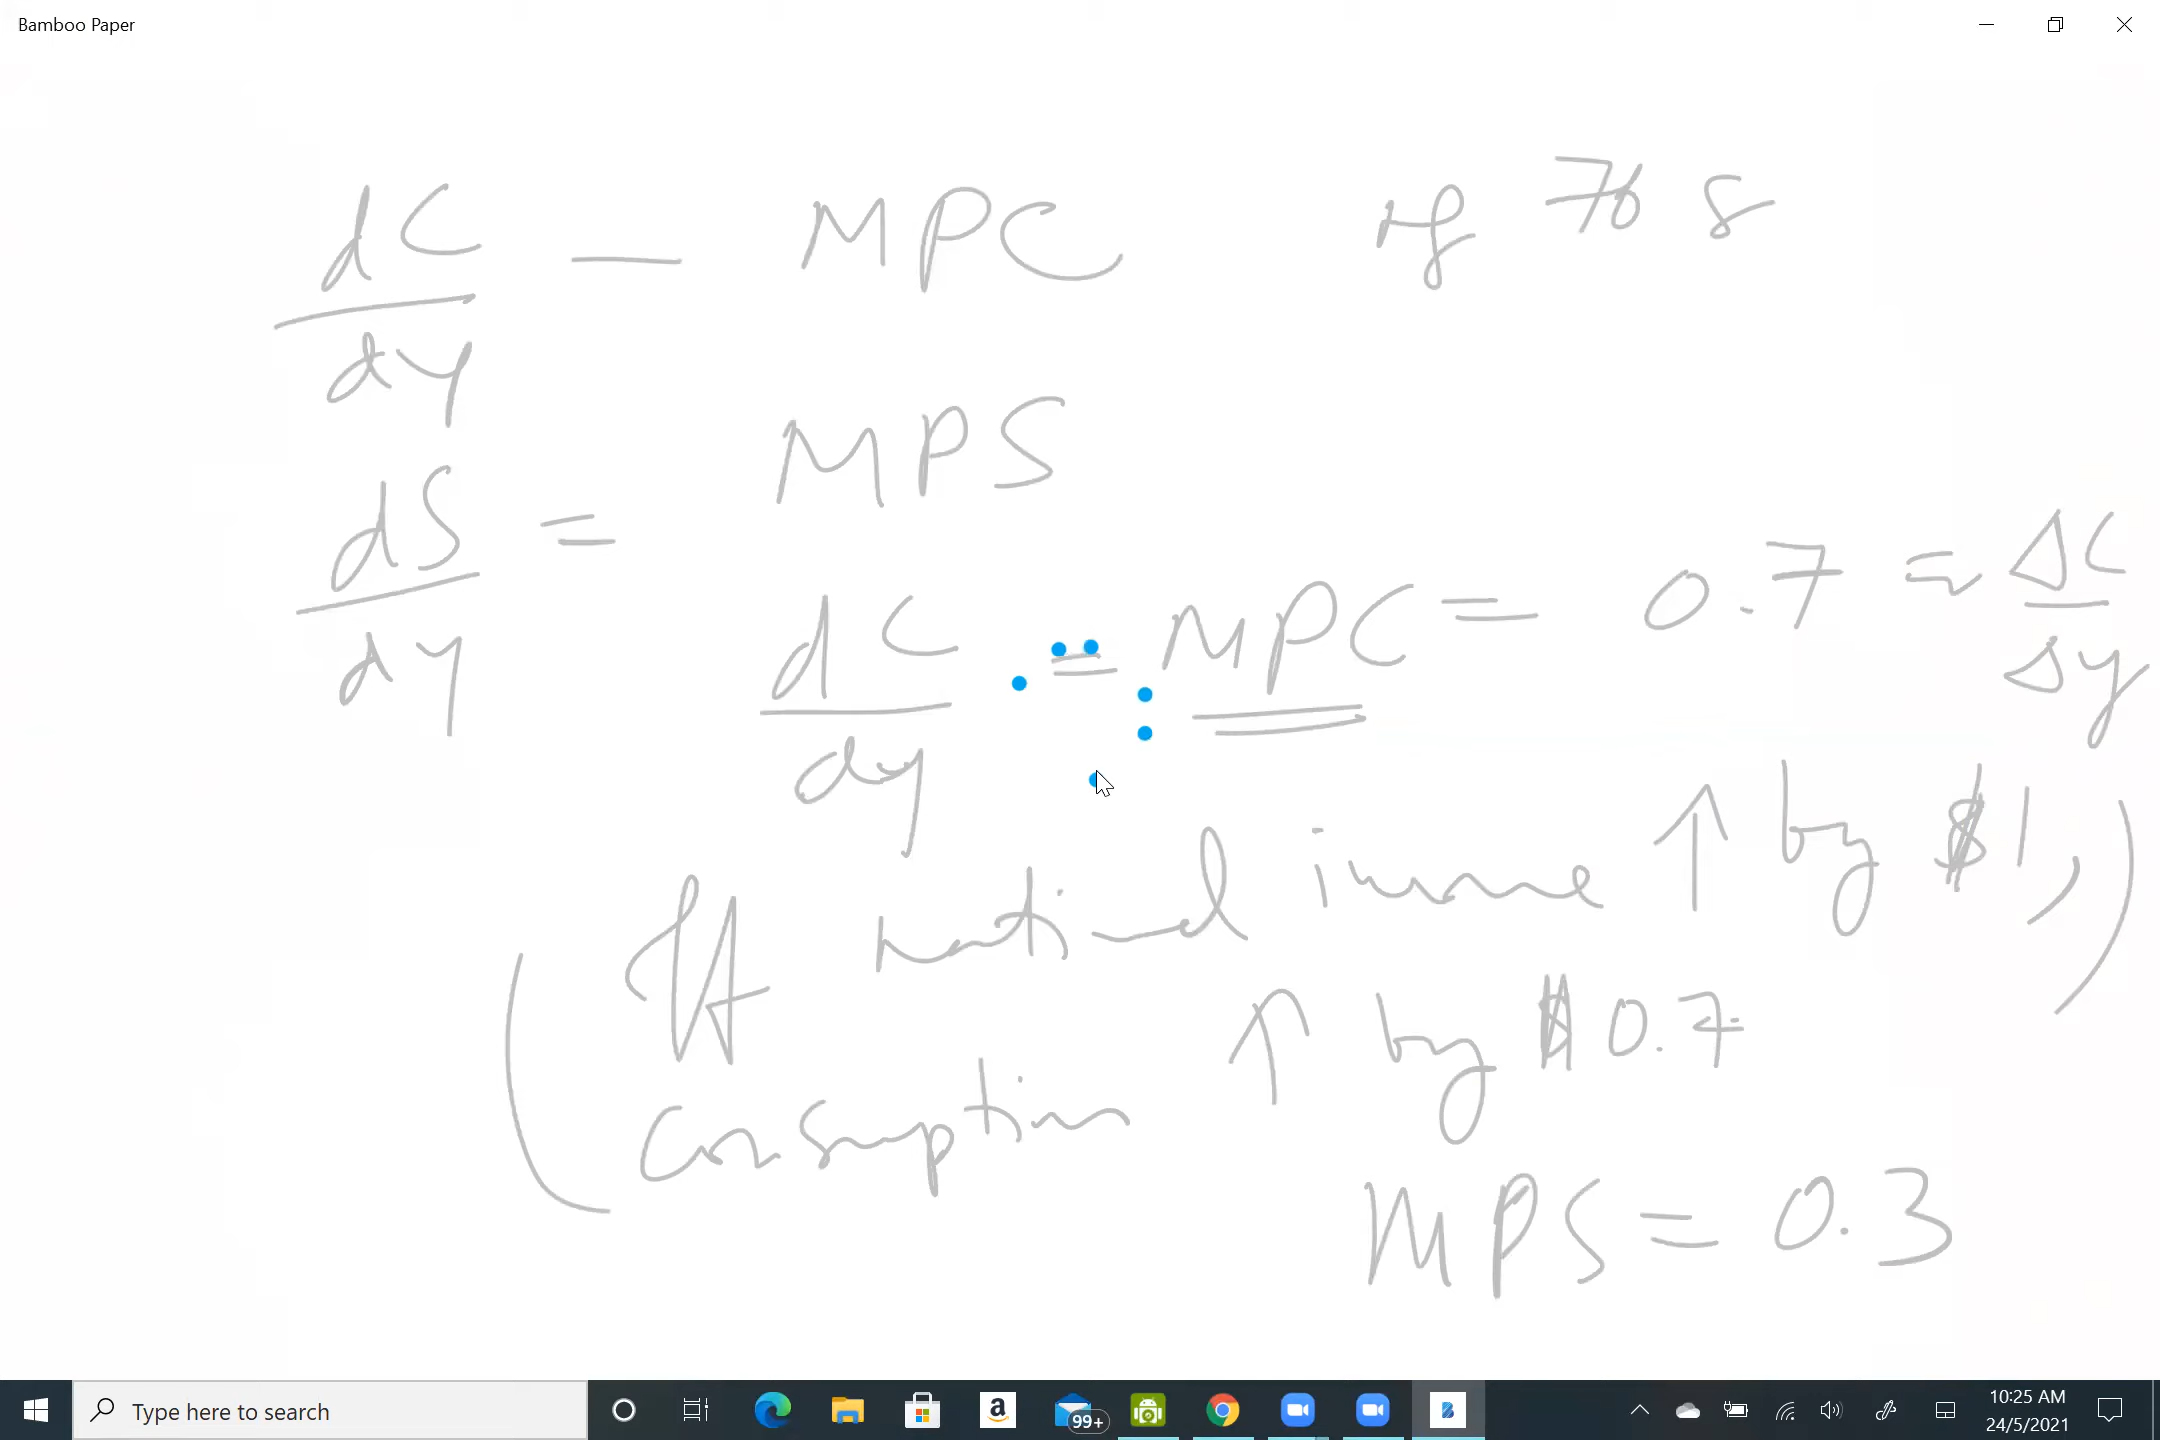 Bamboo Paper
dC/dy — MPC
dS/dy = MPS
dC/dy = MPC = 0.7 = ΔC/Δy
(If national income ↑ by $1,)
consumption ↑ by $0.7
MPS = 0.3
Type here to search
99+
10:25 AM
24/5/2021